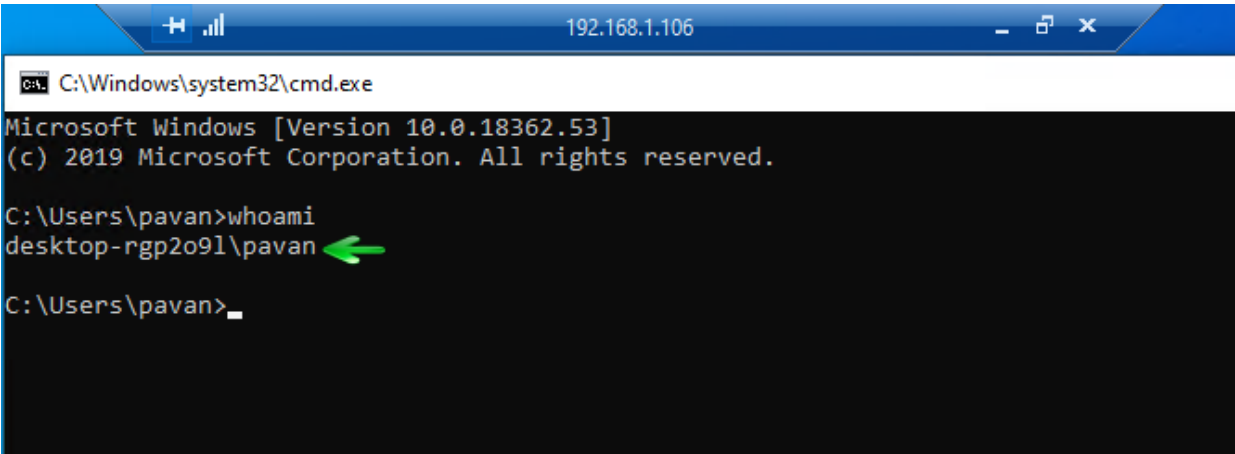 192.168.1.106
C:\Windows\system32\cmd.exe
Microsoft Windows [Version 10.0.18362.53]
(c) 2019 Microsoft Corporation. All rights reserved.
C:\Users\pavan>whoami
desktop-rgp2o9l\pavan
C:\Users\pavan>